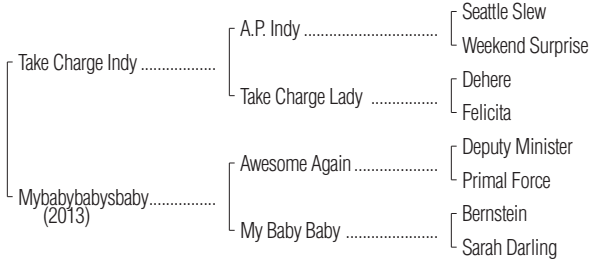 Seattle Slew
A.P. Indy ................................
Weekend Surprise
Take Charge Indy ..................
Dehere
Take Charge Lady ................
Felicita
Deputy Minister
Awesome Again ....................
Primal Force
Mybabybabysbaby................
(2013)
Bernstein
My Baby Baby ......................
Sarah Darling